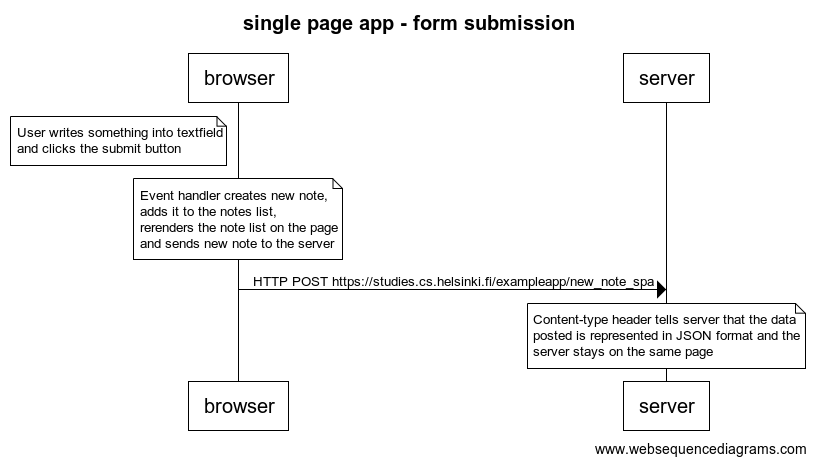 single page app - form submission
browser
server
User writes something into textfield
and clicks the submit button
Event handler creates new note,
adds it to the notes list,
rerenders the note list on the page
and sends new note to the server
HTTP POST https://studies.cs.helsinki.fi/exampleapp/new_note_spa
Content-type header tells server that the data
posted is represented in JSON format and the
server stays on the same page
browser
server
www.websequencediagrams.com